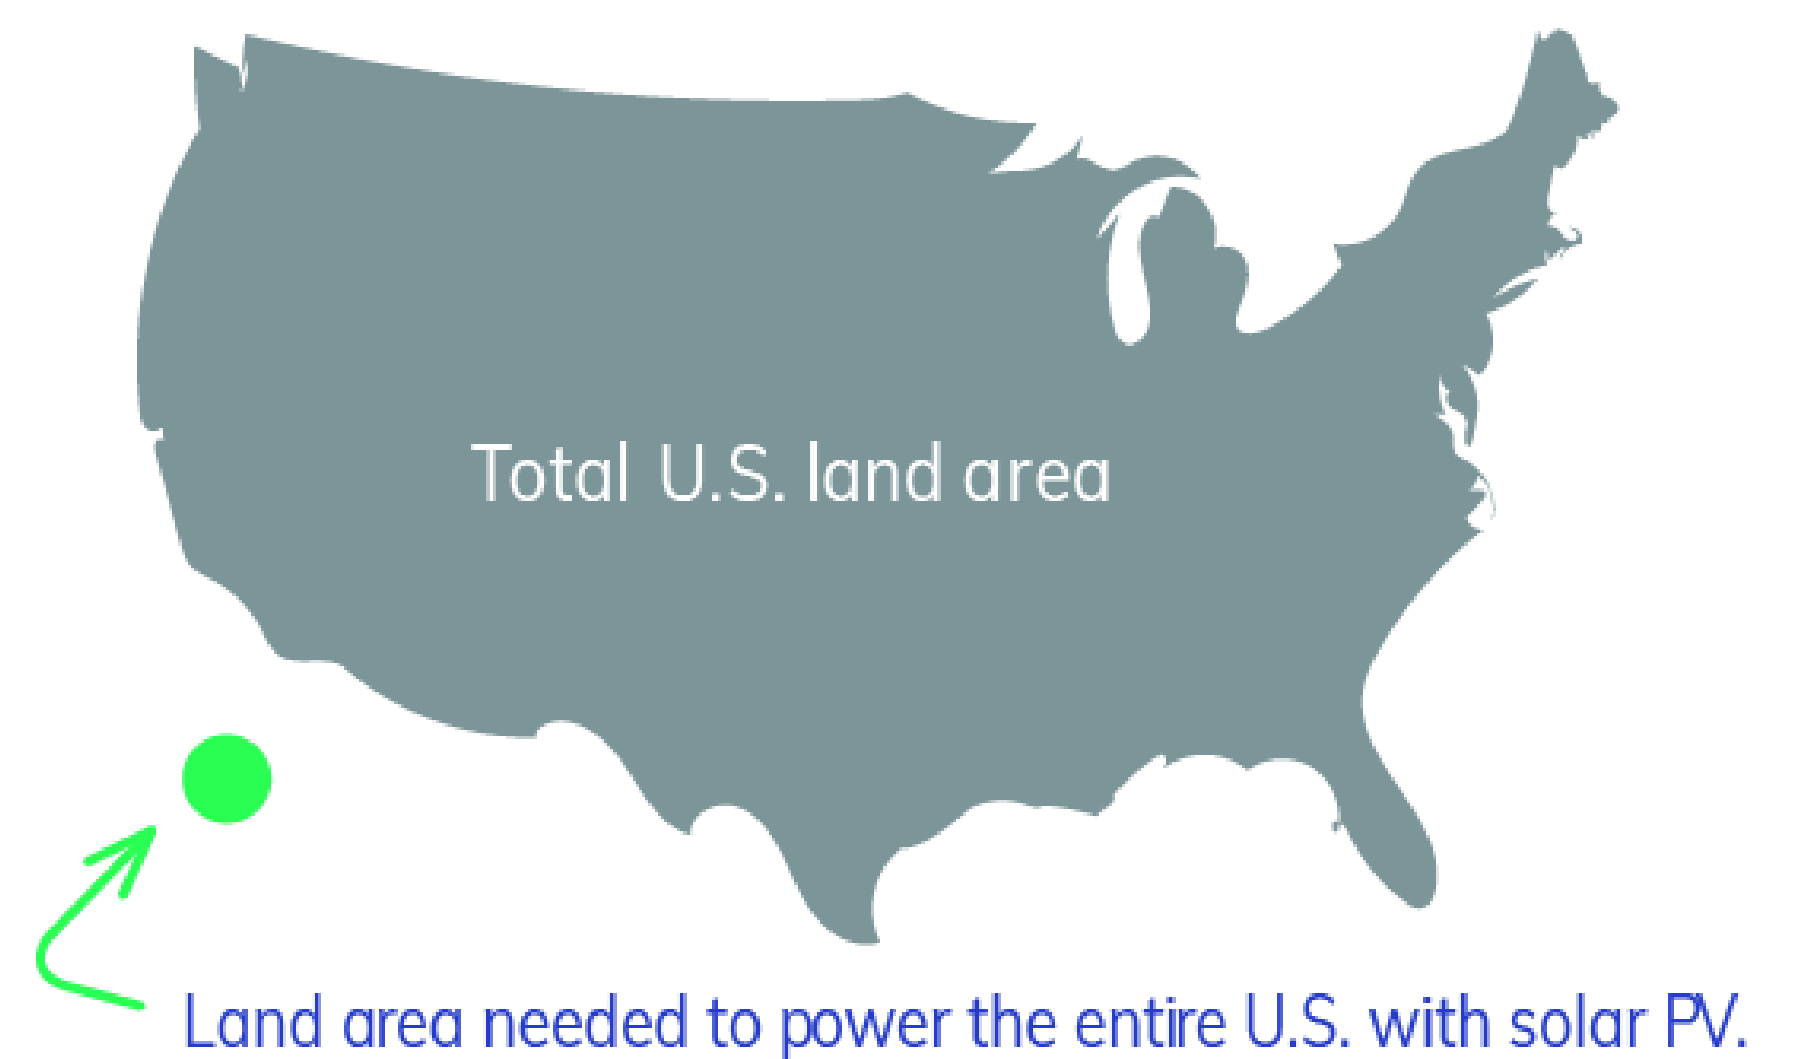 Total U.S. land area
Land area needed to power the entire U.S. with solar PV.